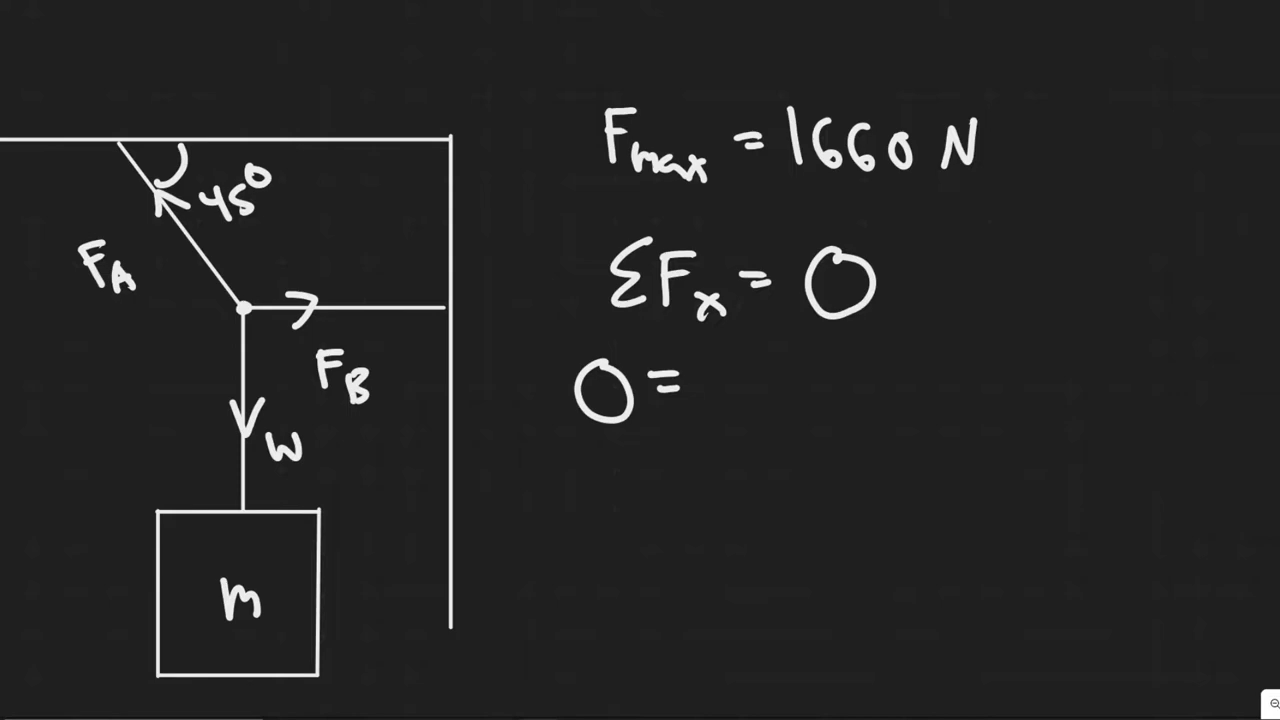 F_max = 1660 N
45°
F_A
ΣF_x = 0
F_B
0 =
W
m